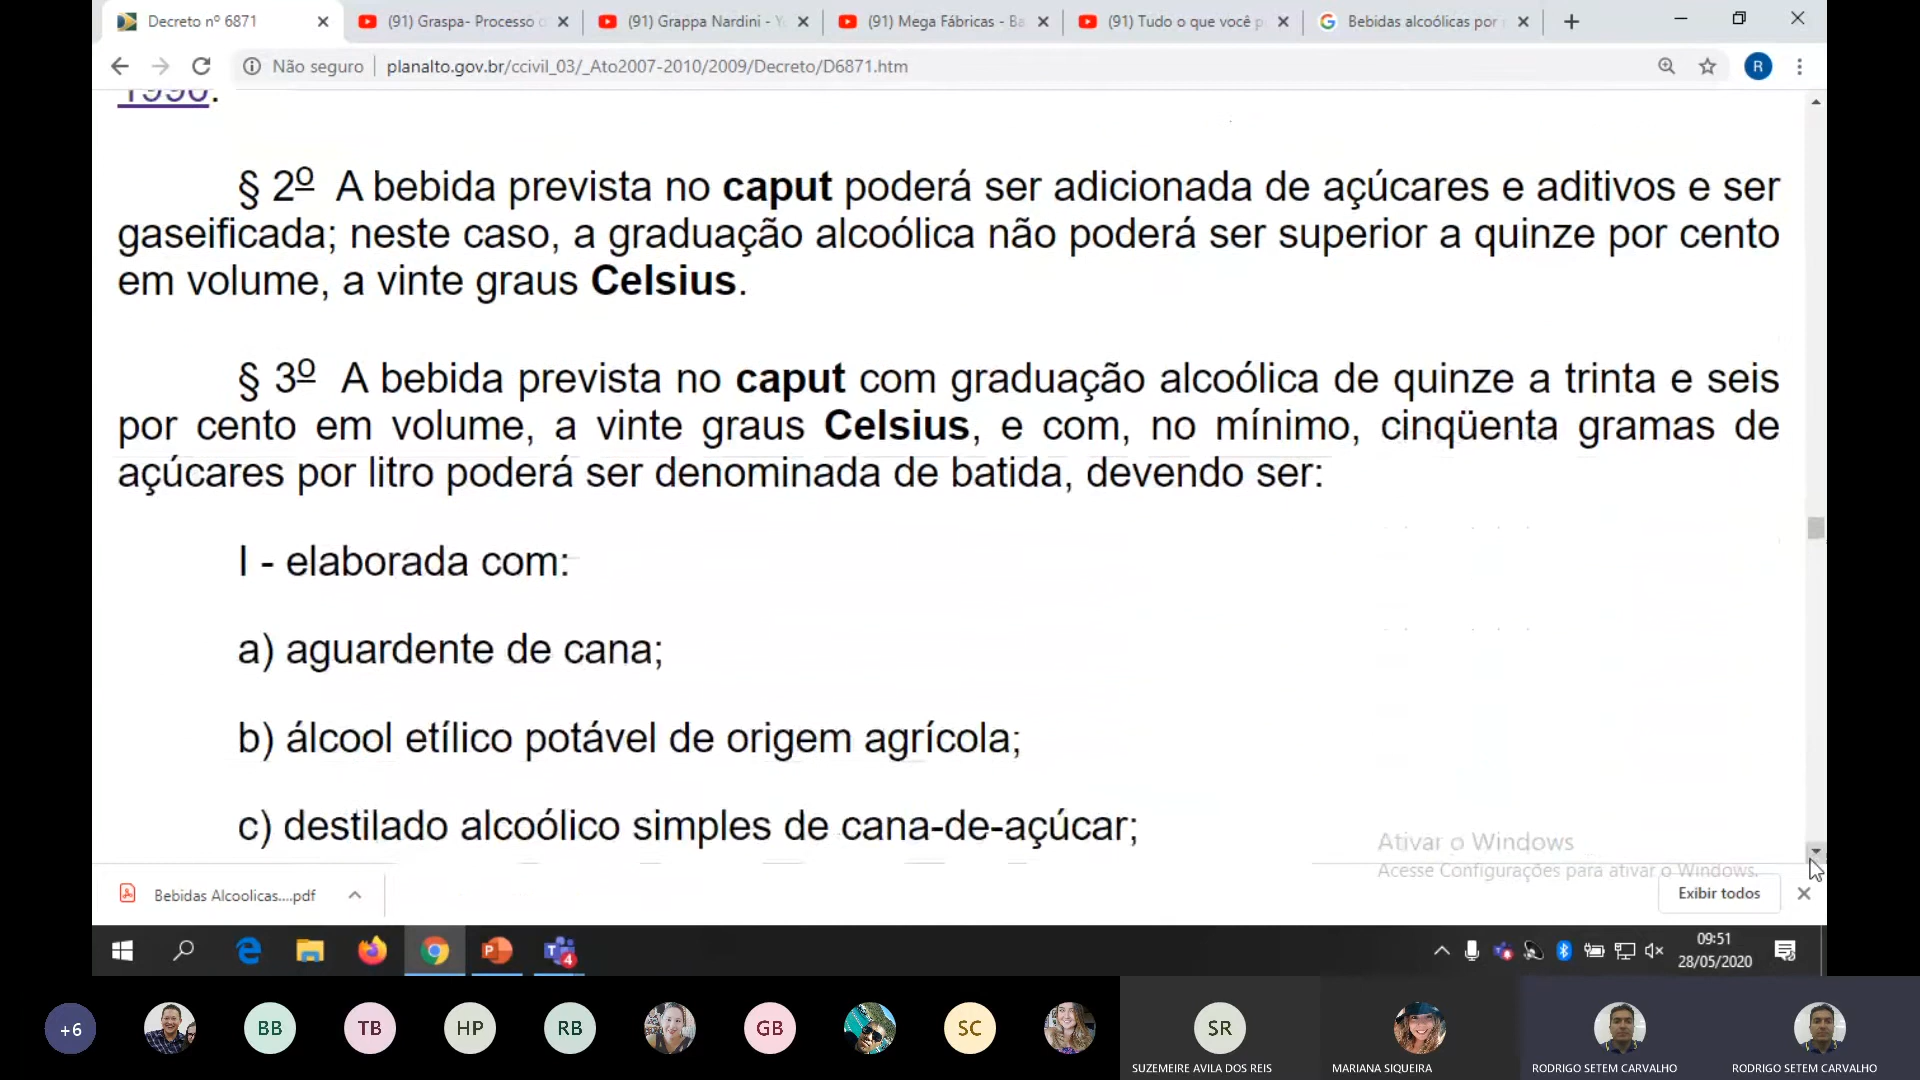 Decreto nº 6871
(91) Graspa- Processo
(91) Grappa Nardini -
(91) Mega Fábricas - Ba
(91) Tudo o que você
Bebidas alcoólicas por
Não seguro
planalto.gov.br/ccivil_03/_Ato2007-2010/2009/Decreto/D6871.htm
R
1990.
§ 2º A bebida prevista no caput poderá ser adicionada de açúcares e aditivos e ser
gaseificada; neste caso, a graduação alcoólica não poderá ser superior a quinze por cento
em volume, a vinte graus Celsius.
§ 3º A bebida prevista no caput com graduação alcoólica de quinze a trinta e seis
por cento em volume, a vinte graus Celsius, e com, no mínimo, cinqüenta gramas de
açúcares por litro poderá ser denominada de batida, devendo ser:
I - elaborada com:
a) aguardente de cana;
b) álcool etílico potável de origem agrícola;
c) destilado alcoólico simples de cana-de-açúcar;
Ativar o Windows
Acesse Configurações para ativar o Windows.
Bebidas Alcoolicas....pdf
Exibir todos
4
09:51
28/05/2020
+6
BB
TB
HP
RB
GB
SC
SR
SUZEMEIRE AVILA DOS REIS
MARIANA SIQUEIRA
RODRIGO SETEM CARVALHO
RODRIGO SETEM CARVALHO